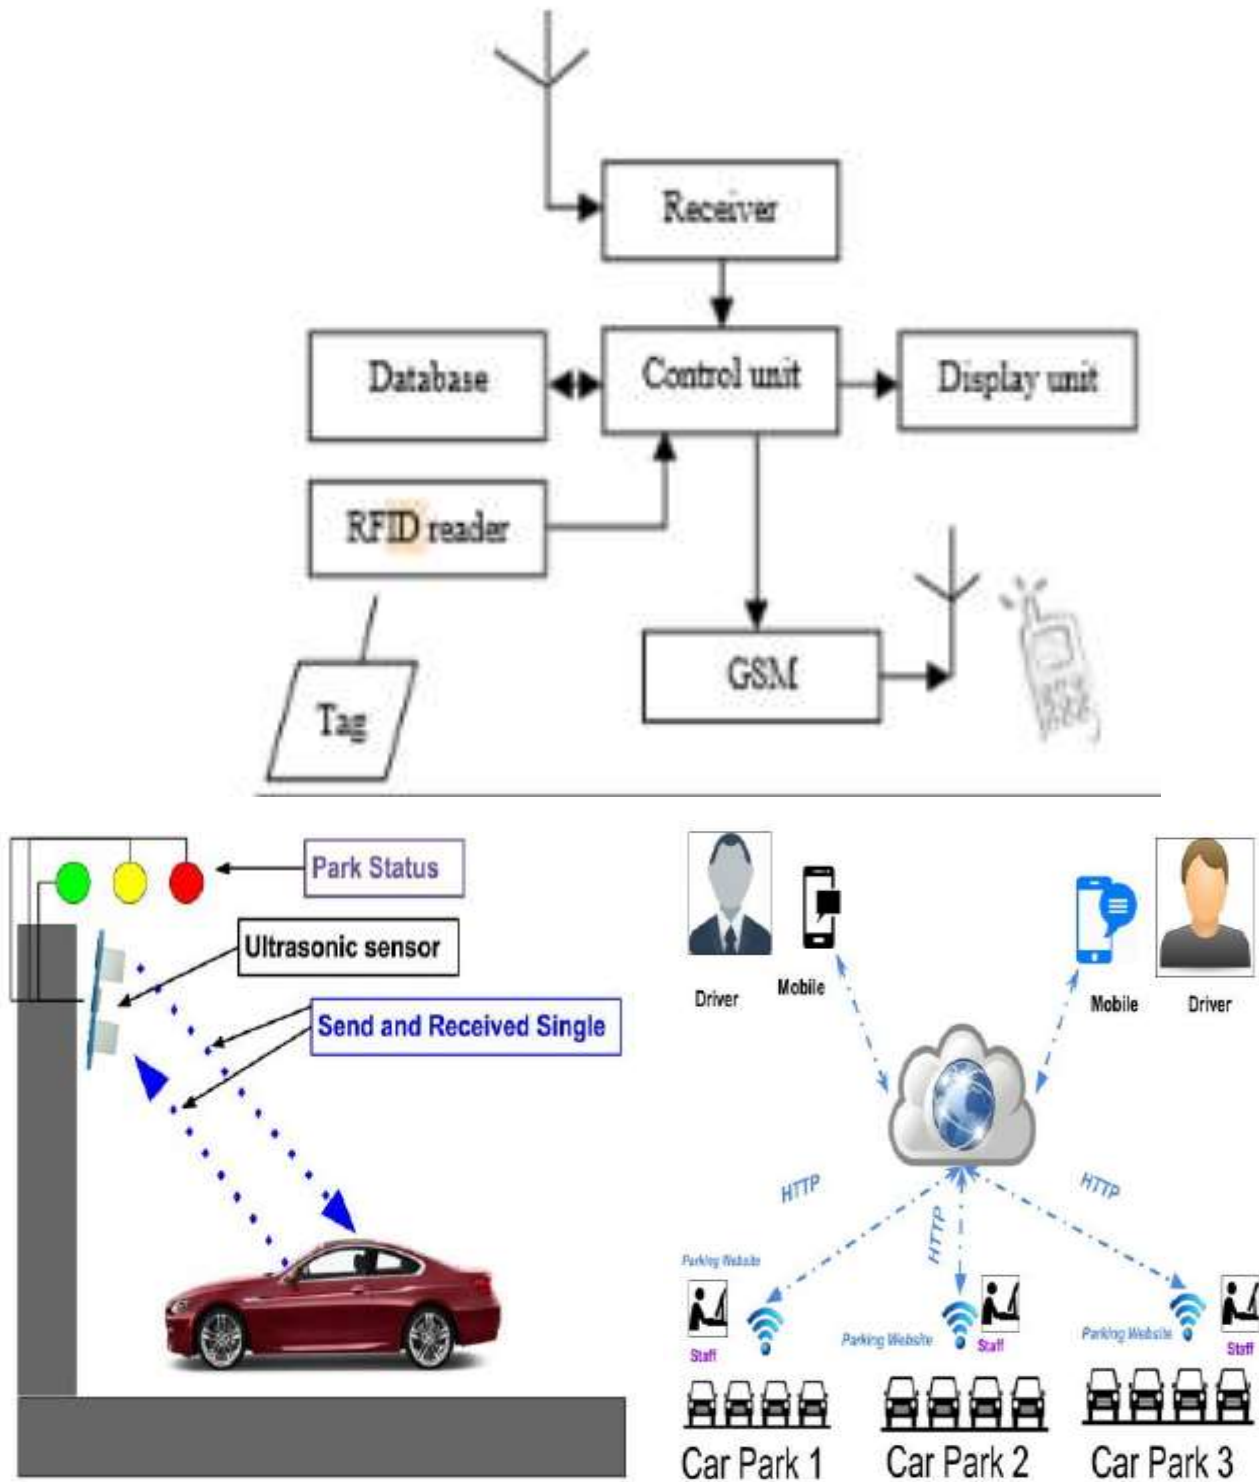 Receiver
Database
Control unit
Display unit
RFID reader
GSM
Tag
Park Status
Ultrasonic sensor
Send and Received Single
Driver
Mobile
Mobile
Driver
HTTP
HTTP
HTTP
Parking Website
Staff
Parking Website
Staff
Parking Website
Staff
Car Park 1
Car Park 2
Car Park 3